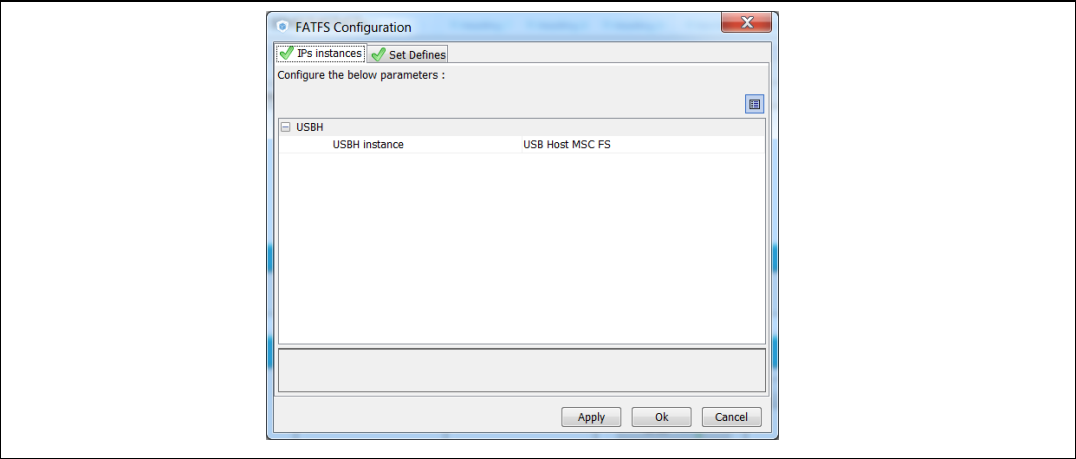 FATFS Configuration
IPs instances
Set Defines
Configure the below parameters :
USBH
USBH instance USB Host MSC FS
Apply Ok Cancel